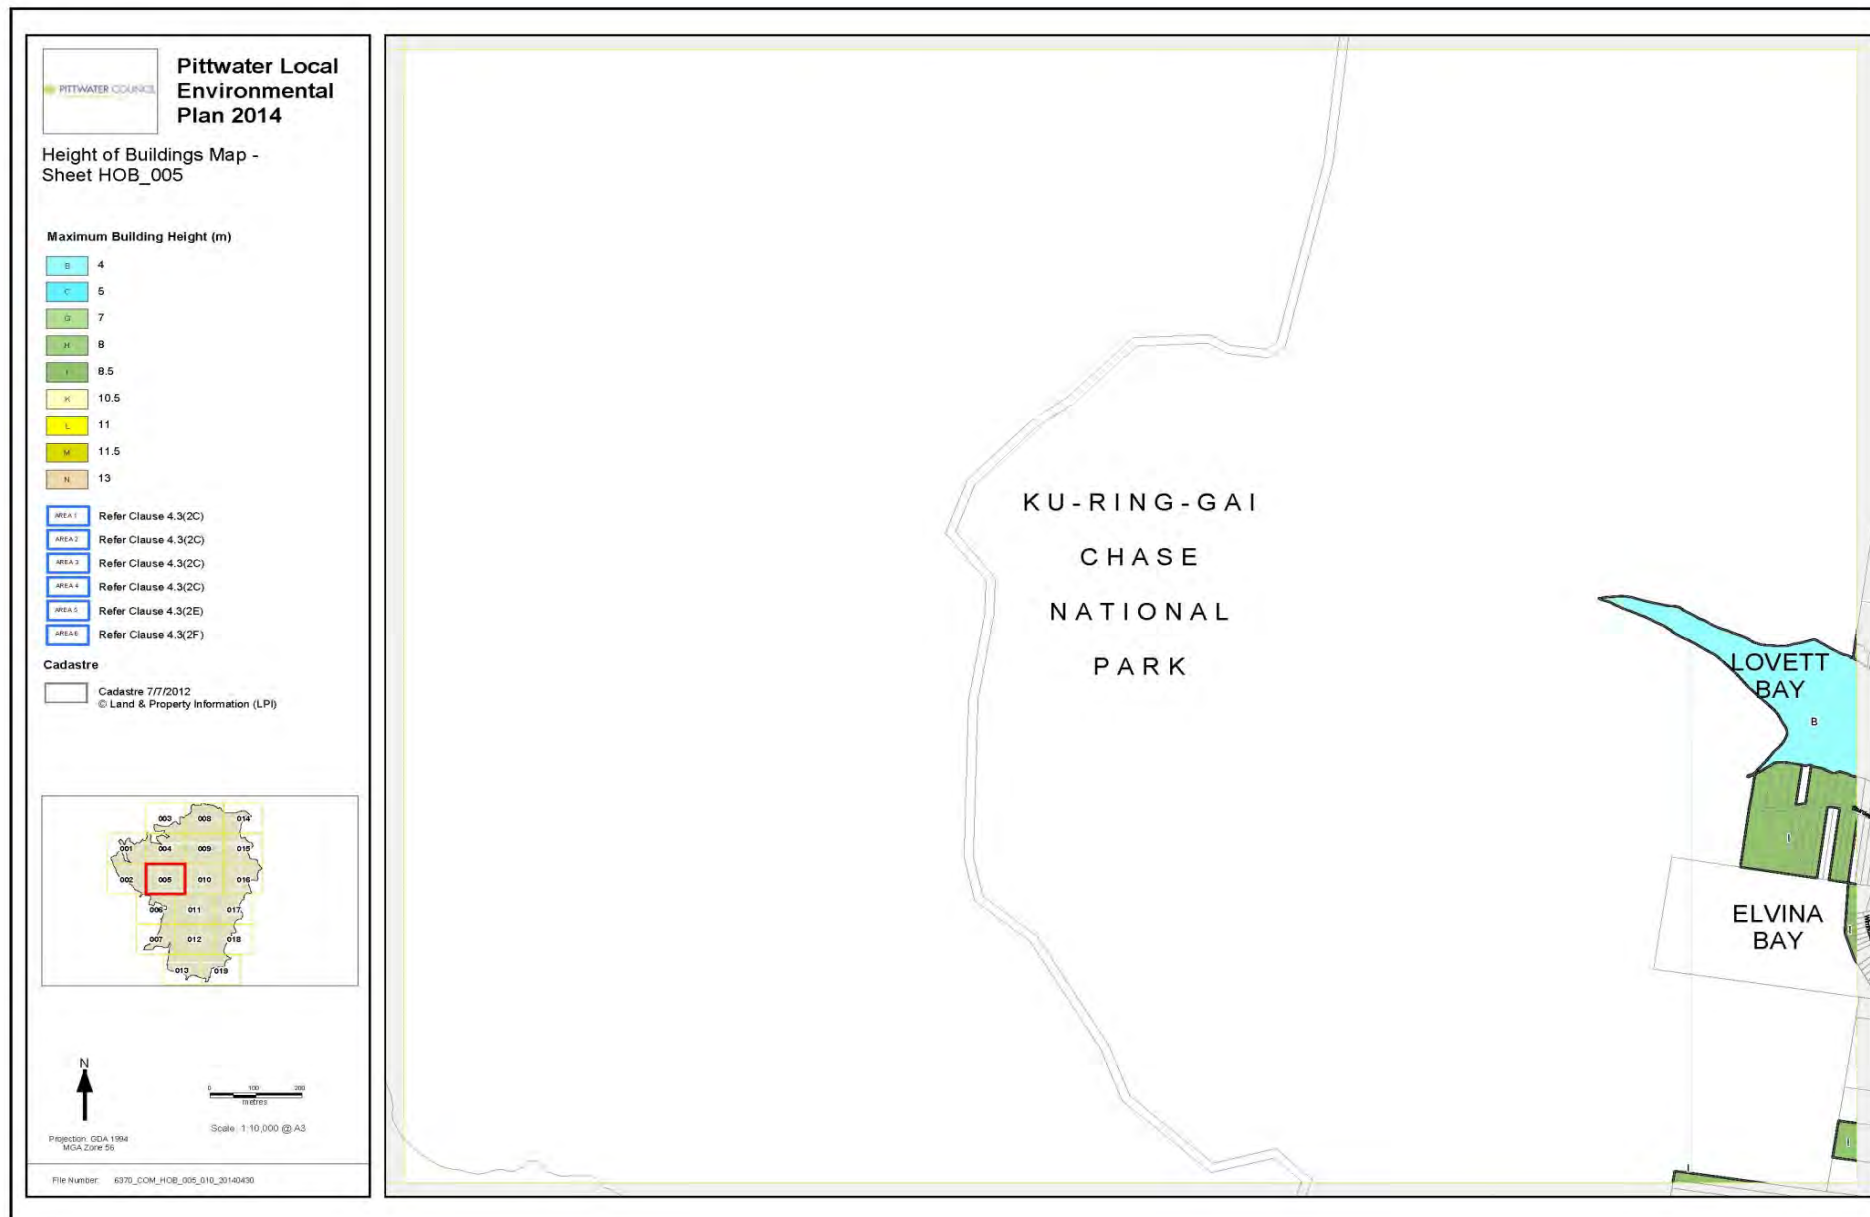 PITTWATER COUNCIL
Pittwater Local
Environmental
Plan 2014
Height of Buildings Map -
Sheet HOB_005
Maximum Building Height (m)
B 4
C 5
G 7
H 8
I 8.5
K 10.5
L 11
M 11.5
N 13
AREA 1 Refer Clause 4.3(2C)
AREA 2 Refer Clause 4.3(2C)
AREA 3 Refer Clause 4.3(2C)
AREA 4 Refer Clause 4.3(2C)
AREA 5 Refer Clause 4.3(2E)
AREA 6 Refer Clause 4.3(2F)
Cadastre
Cadastre 7/7/2012
© Land & Property Information (LPI)
003 008 014
001 004 009 015
002 005 010 016
006 011 017
007 012 018
013 019
N
0 100 200
metres
Scale: 1:10,000 @ A3
Projection: GDA 1994
MGA Zone 56
File Number: 6370_COM_HOB_005_010_20140430
KU-RING-GAI
CHASE
NATIONAL
PARK
LOVETT
BAY
B
I
ELVINA
BAY
I
I
I